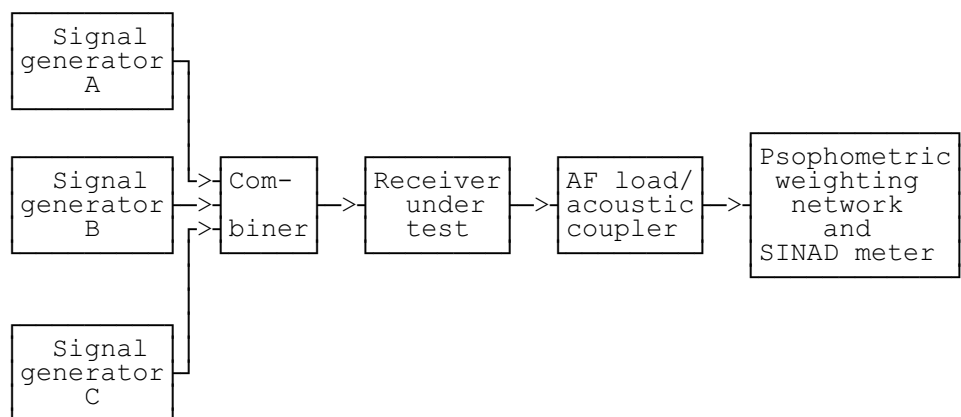 Signal
generator
A
Signal
generator
B
Signal
generator
C
Com-
biner
Receiver
under
test
AF load/
acoustic
coupler
Psophometric
weighting
network
and
SINAD meter